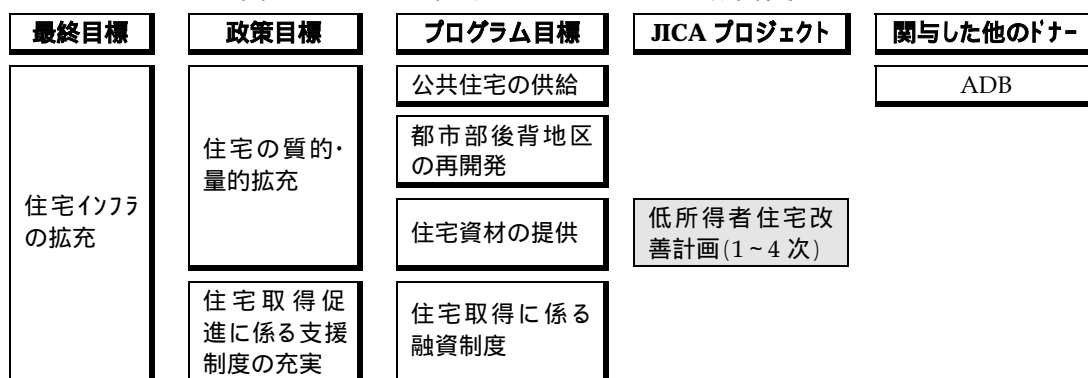 最終目標
政策目標
プログラム目標
JICA プロジェクト
関与した他のドナー
住宅インフラ
の拡充
住宅の質的・
量的拡充
公共住宅の供給
ADB
都市部後背地区
の再開発
住宅資材の提供
低所得者住宅改
善計画(1~4 次)
住宅取得促
進に係る支援
制度の充実
住宅取得に係る
融資制度